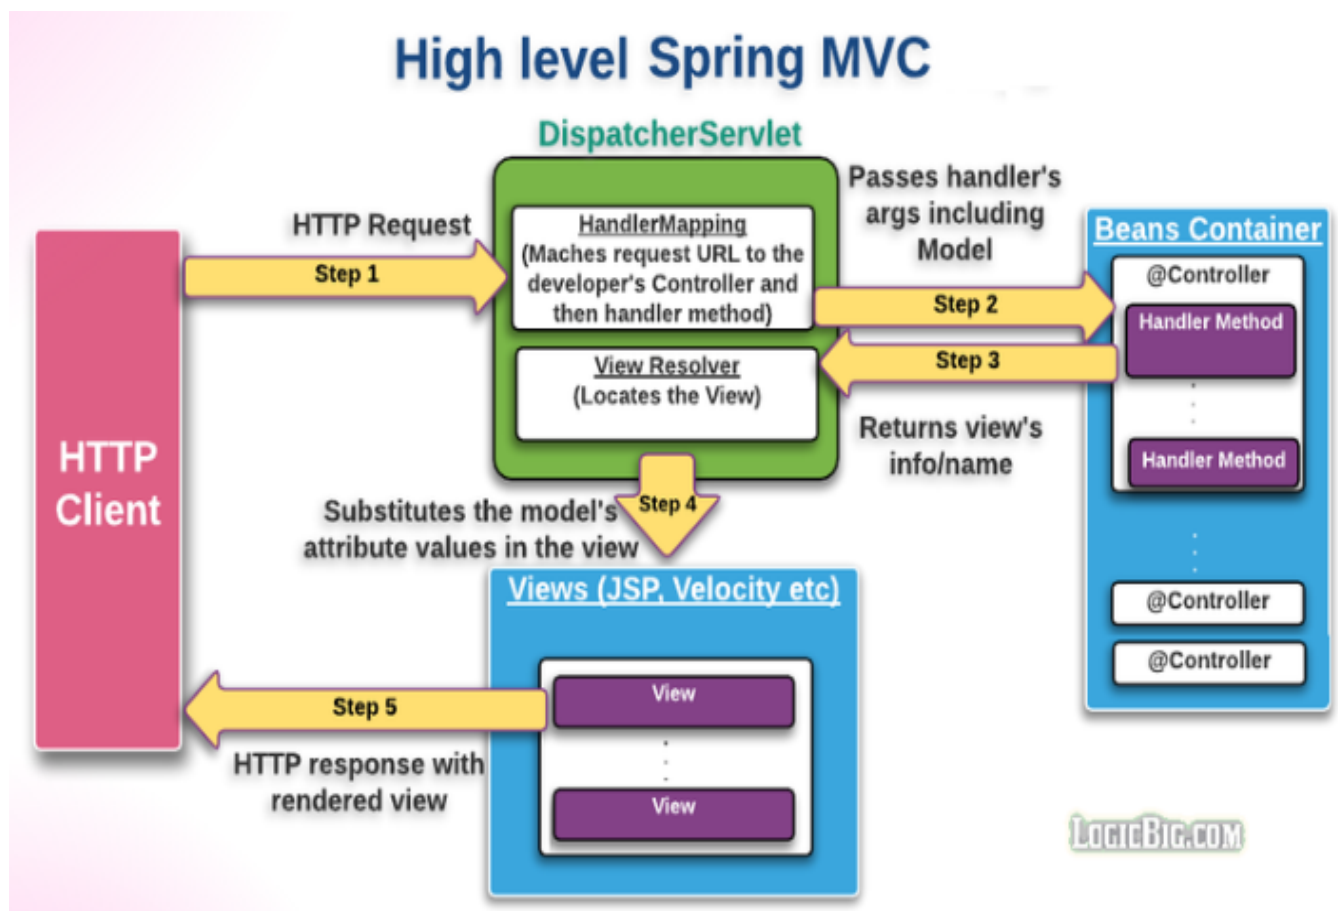 High level Spring MVC
DispatcherServlet
HTTP Request
Step 1
HandlerMapping
(Maches request URL to the
developer's Controller and
then handler method)
View Resolver
(Locates the View)
Passes handler's
args including
Model
Step 2
Step 3
Returns view's
info/name
Beans Container
@Controller
Handler Method
Handler Method
@Controller
@Controller
HTTP
Client
Step 4
Substitutes the model's
attribute values in the view
Views (JSP, Velocity etc)
View
View
Step 5
HTTP response with
rendered view
LogicBig.com